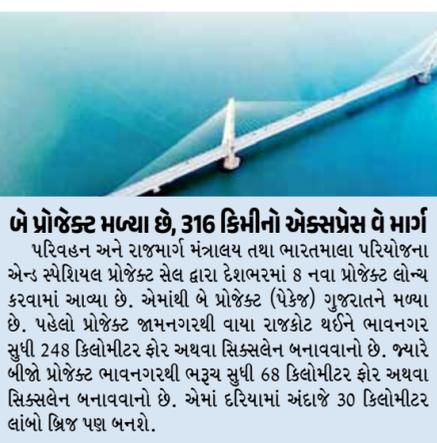 બે પ્રોજેક્ટ મળ્યા છે, 316 કિમીનો એક્સપ્રેસ વે માર્ગ
પરિવહન અને રાજમાર્ગ મંત્રાલય તથા ભારતમાલા પરિયોજના
એન્ડ સ્પેશિયલ પ્રોજેક્ટ સેલ દ્વારા દેશભરમાં 8 નવા પ્રોજેક્ટ લોન્ચ
કરવામાં આવ્યા છે. એમાંથી બે પ્રોજેક્ટ (પેકેજ) ગુજરાતને મળ્યા
છે. પહેલો પ્રોજેક્ટ જામનગરથી વાયા રાજકોટ થઈને ભાવનગર
સુધી 248 કિલોમીટર ફોર અથવા સિક્સલેન બનાવવાનો છે. જ્યારે
બીજો પ્રોજેક્ટ ભાવનગરથી ભરૂચ સુધી 68 કિલોમીટર ફોર અથવા
સિક્સલેન બનાવવાનો છે. એમાં દરિયામાં અંદાજે 30 કિલોમીટર
લાંબો બ્રિજ પણ બનશે.